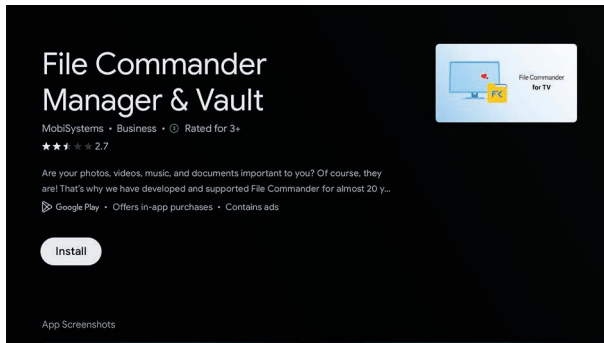 File Commander
Manager & Vault
MobiSystems • Business • Rated for 3+
2.7
Are your photos, videos, music, and documents important to you? Of course, they
are! That's why we have developed and supported File Commander for almost 20 y...
Google Play • Offers in-app purchases • Contains ads
Install
App Screenshots
File Commander
for TV